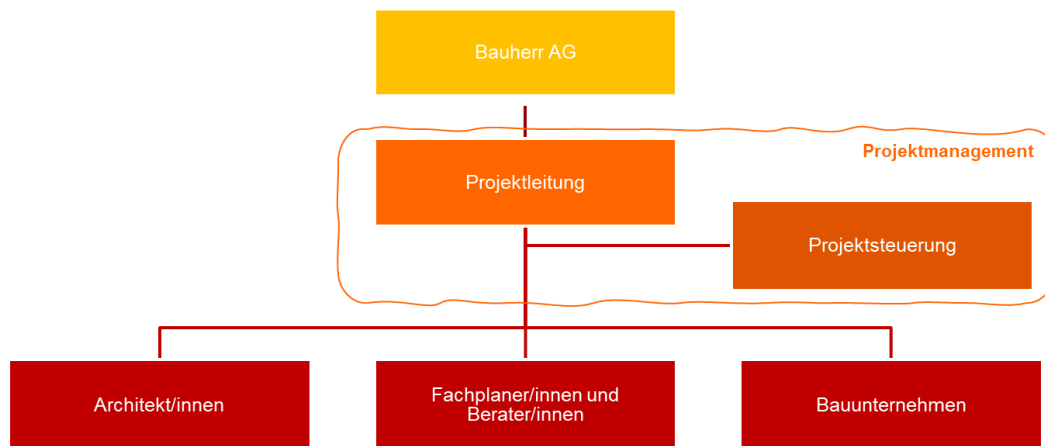 Bauherr AG
Projektmanagement
Projektleitung
Projektsteuerung
Architekt/innen
Fachplaner/innen und
Berater/innen
Bauunternehmen